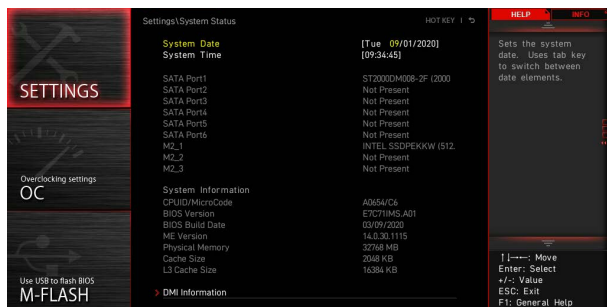 Settings\System Status
HOT KEY
HELP
INFO
System Date [Tue 09/01/2020]
System Time [09:34:45]
SATA Port1 ST2000DM008-2F (2000
SATA Port2 Not Present
SATA Port3 Not Present
SATA Port4 Not Present
SATA Port5 Not Present
SATA Port6 Not Present
M2_1 INTEL SSDPEKKW (512.
M2_2 Not Present
M2_3 Not Present
System Information
CPUID/MicroCode A0654/C6
BIOS Version E7C71IMS.A01
BIOS Build Date 03/09/2020
ME Version 14.0.30.1115
Physical Memory 32768 MB
Cache Size 2048 KB
L3 Cache Size 16384 KB
DMI Information
SETTINGS
Overclocking settings
OC
Use USB to flash BIOS
M-FLASH
Sets the system
date. Uses tab key
to switch between
date elements.
↑↓→←: Move
Enter: Select
+/-: Value
ESC: Exit
F1: General Help